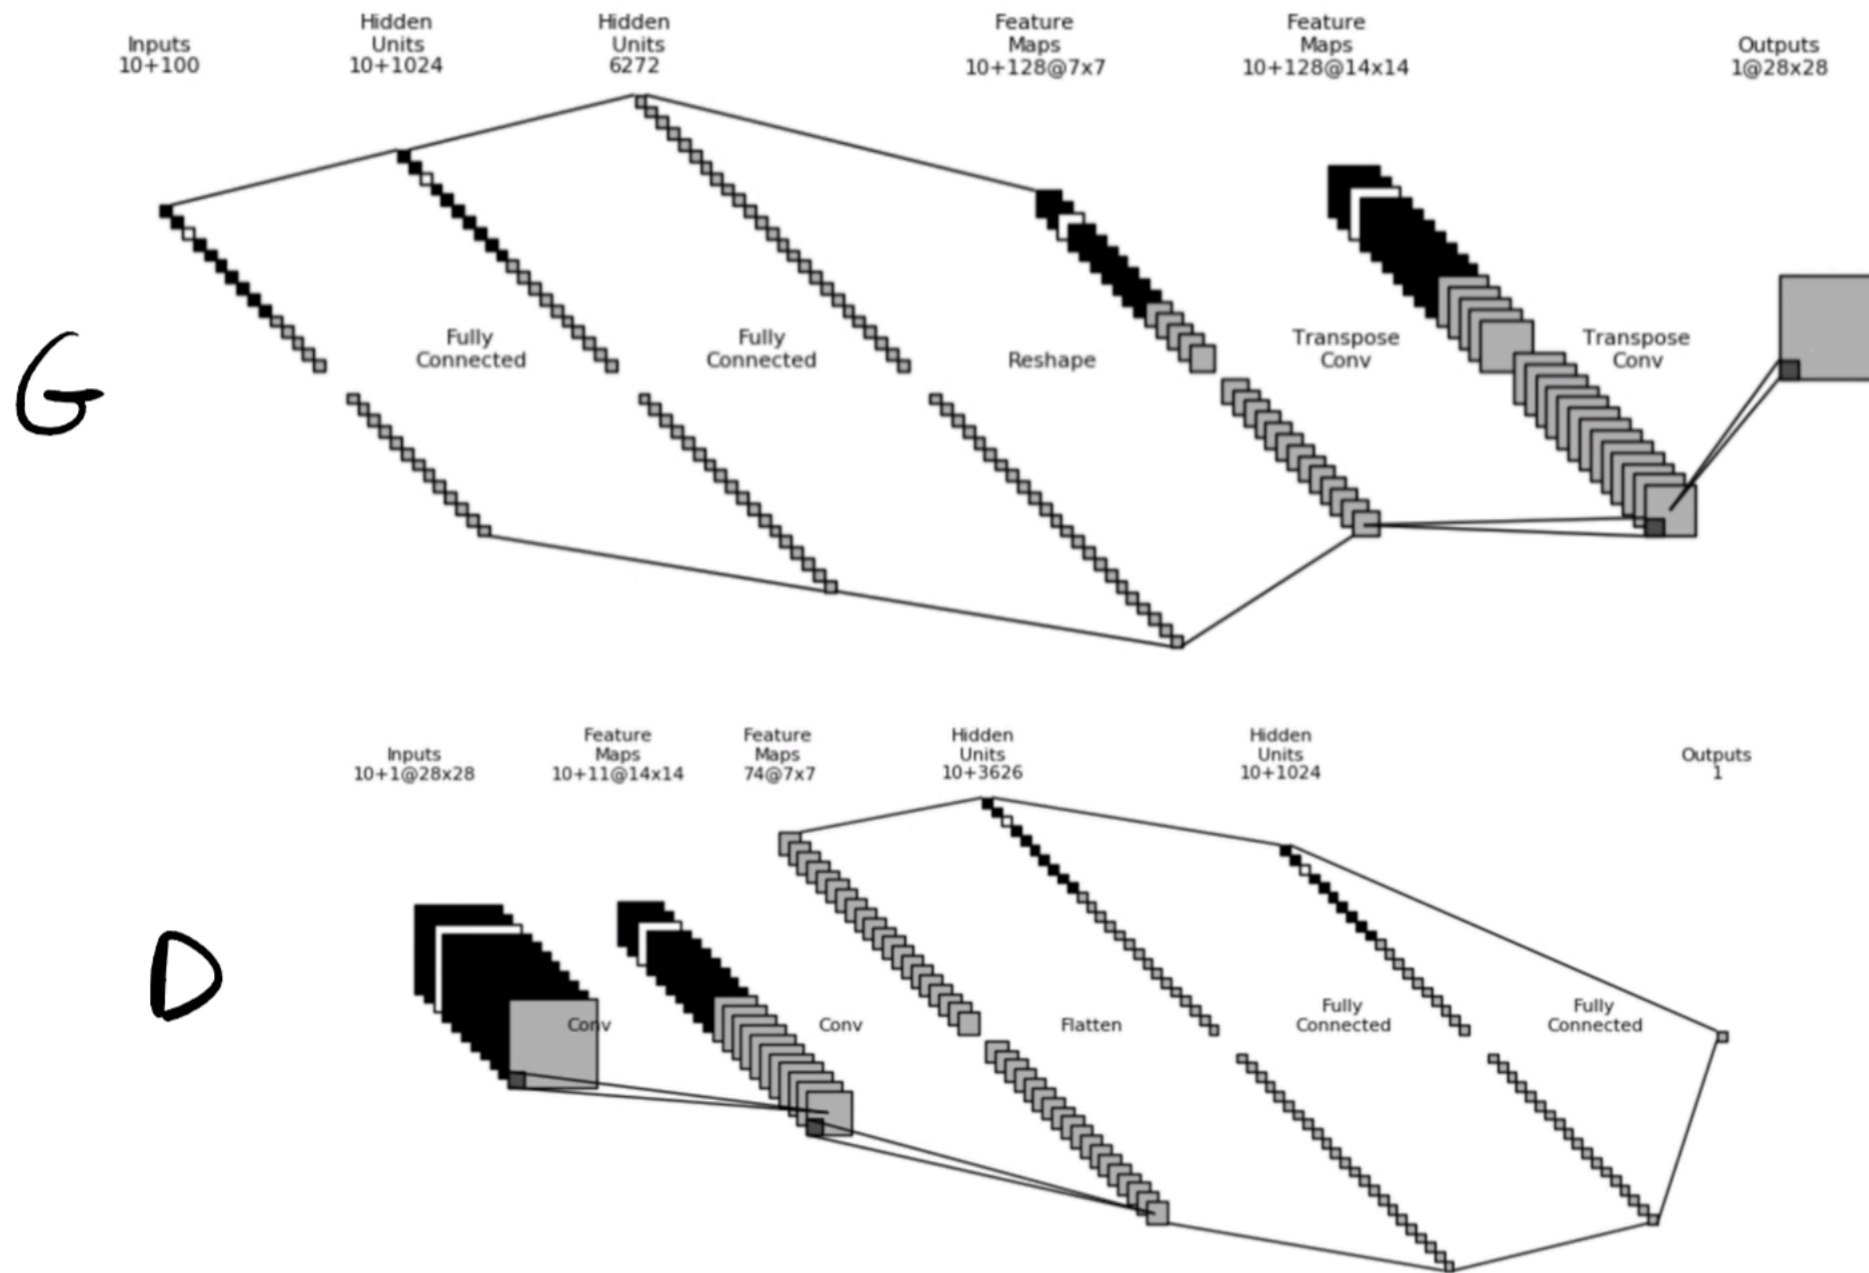 Inputs
10+100
Hidden
Units
10+1024
Hidden
Units
6272
Feature
Maps
10+128@7x7
Feature
Maps
10+128@14x14
Outputs
1@28x28
G
Fully
Connected
Fully
Connected
Reshape
Transpose
Conv
Transpose
Conv
Inputs
10+1@28x28
Feature
Maps
10+11@14x14
Feature
Maps
74@7x7
Hidden
Units
10+3626
Hidden
Units
10+1024
Outputs
1
D
Conv
Conv
Flatten
Fully
Connected
Fully
Connected